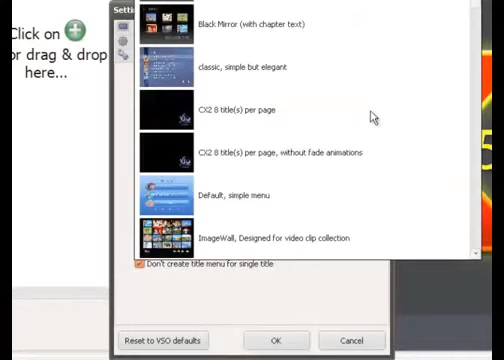 Setti
Click on
or drag & drop
here...
Black Mirror (with chapter text)
classic, simple but elegant
CX2 8 title(s) per page
CX2 8 title(s) per page, without fade animations
Default, simple menu
ImageWall, Designed for video clip collection
Don't create title menu for single title
Reset to VSO defaults
OK
Cancel